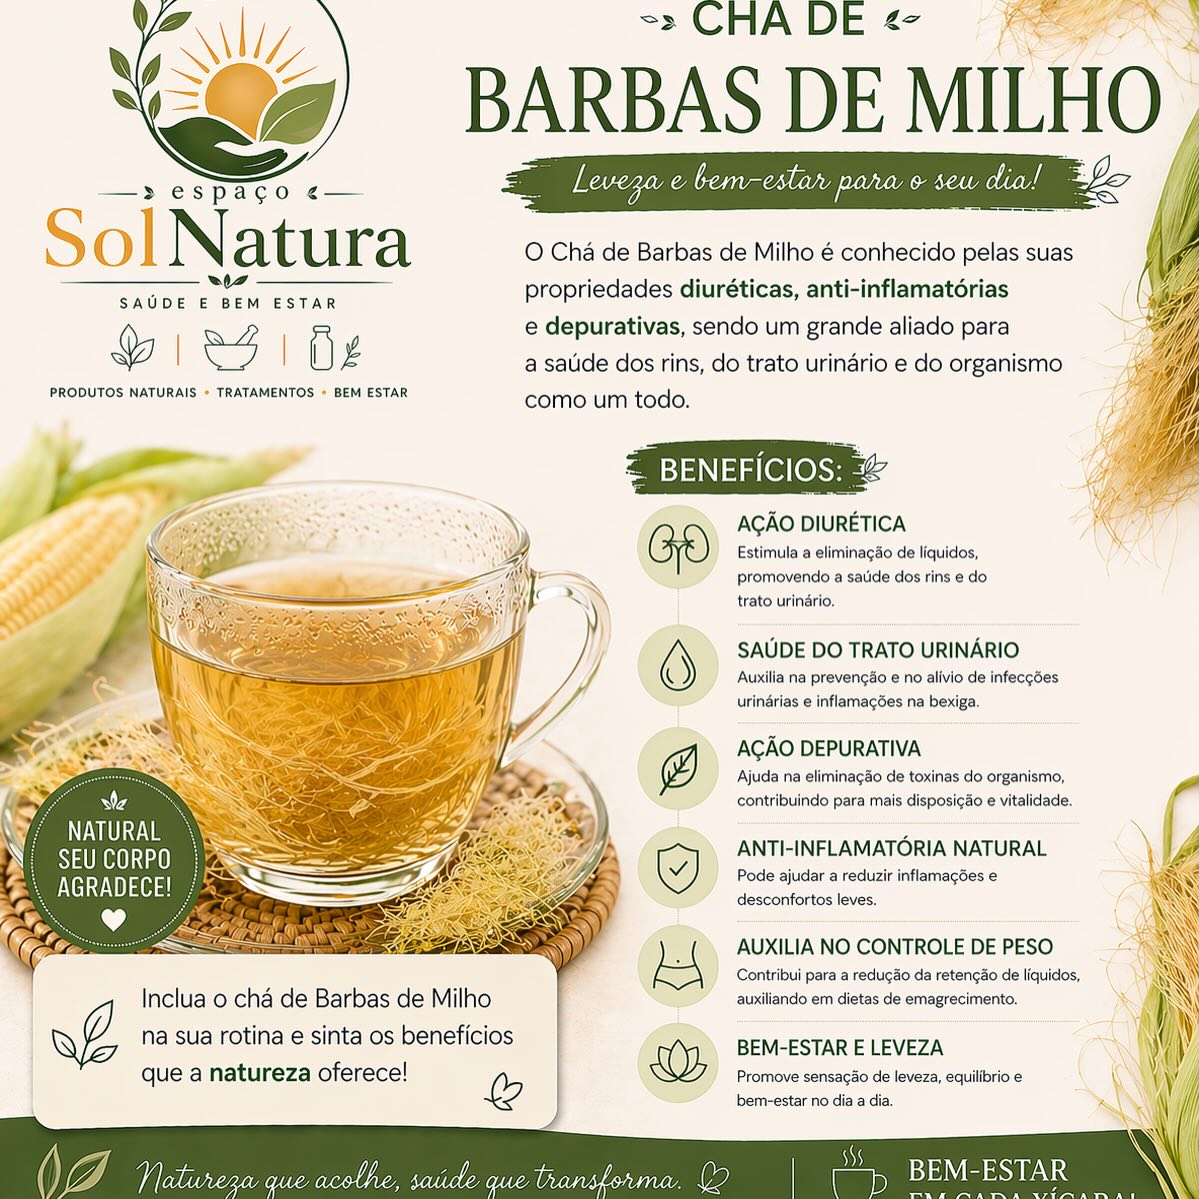 espaço
SolNatura
SAÚDE E BEM ESTAR
PRODUTOS NATURAIS • TRATAMENTOS • BEM ESTAR
CHÁ DE
BARBAS DE MILHO
Leveza e bem-estar para o seu dia!
O Chá de Barbas de Milho é conhecido pelas suas
propriedades diuréticas, anti-inflamatórias
e depurativas, sendo um grande aliado para
a saúde dos rins, do trato urinário e do organismo
como um todo.
BENEFÍCIOS:
AÇÃO DIURÉTICA
Estimula a eliminação de líquidos,
promovendo a saúde dos rins e do
trato urinário.
SAÚDE DO TRATO URINÁRIO
Auxilia na prevenção e no alívio de infecções
urinárias e inflamações na bexiga.
AÇÃO DEPURATIVA
Ajuda na eliminação de toxinas do organismo,
contribuindo para mais disposição e vitalidade.
ANTI-INFLAMATÓRIA NATURAL
Pode ajudar a reduzir inflamações e
desconfortos leves.
AUXILIA NO CONTROLE DE PESO
Contribui para a redução da retenção de líquidos,
auxiliando em dietas de emagrecimento.
BEM-ESTAR E LEVEZA
Promove sensação de leveza, equilíbrio e
bem-estar no dia a dia.
NATURAL
SEU CORPO
AGRADECE!
Inclua o chá de Barbas de Milho
na sua rotina e sinta os benefícios
que a natureza oferece!
Natureza que acolhe, saúde que transforma.
BEM-ESTAR
EM CADA XÍCARA!